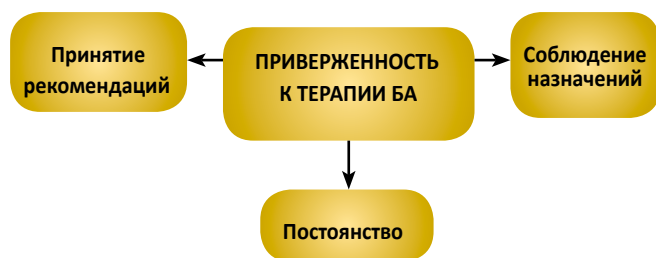 Принятие
рекомендаций
ПРИВЕРЖЕННОСТЬ
К ТЕРАПИИ БА
Соблюдение
назначений
Постоянство